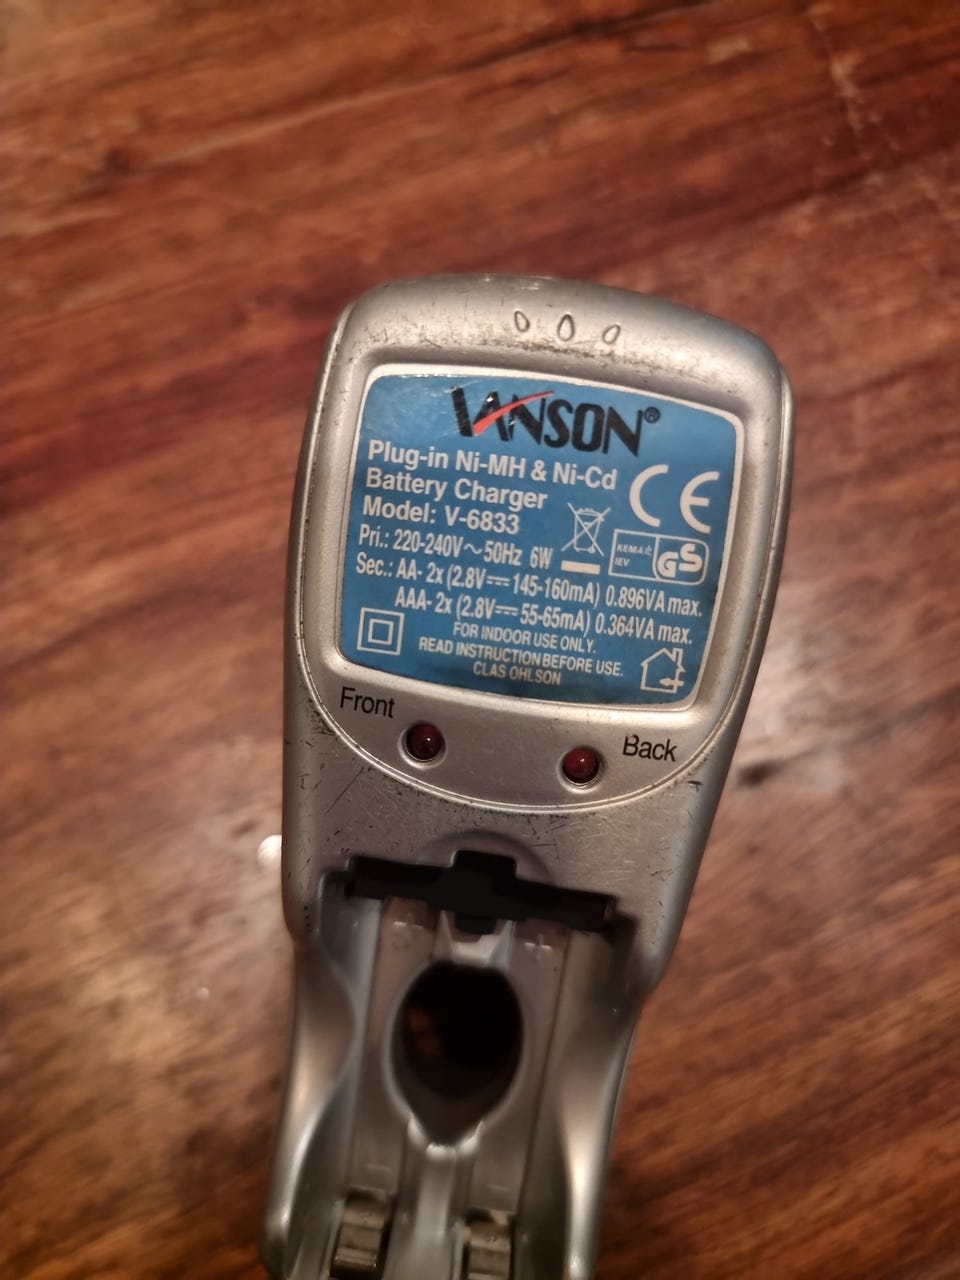 VANSON®
Plug-in Ni-MH & Ni-Cd
Battery Charger
Model: V-6833
CE
Pri.: 220-240V～50Hz 6W
KEMA
IEV
GS
Sec.: AA- 2x (2.8V⎓145-160mA) 0.896VA max.
AAA- 2x (2.8V⎓55-65mA) 0.364VA max.
FOR INDOOR USE ONLY.
READ INSTRUCTION BEFORE USE.
CLAS OHLSON
Front
Back